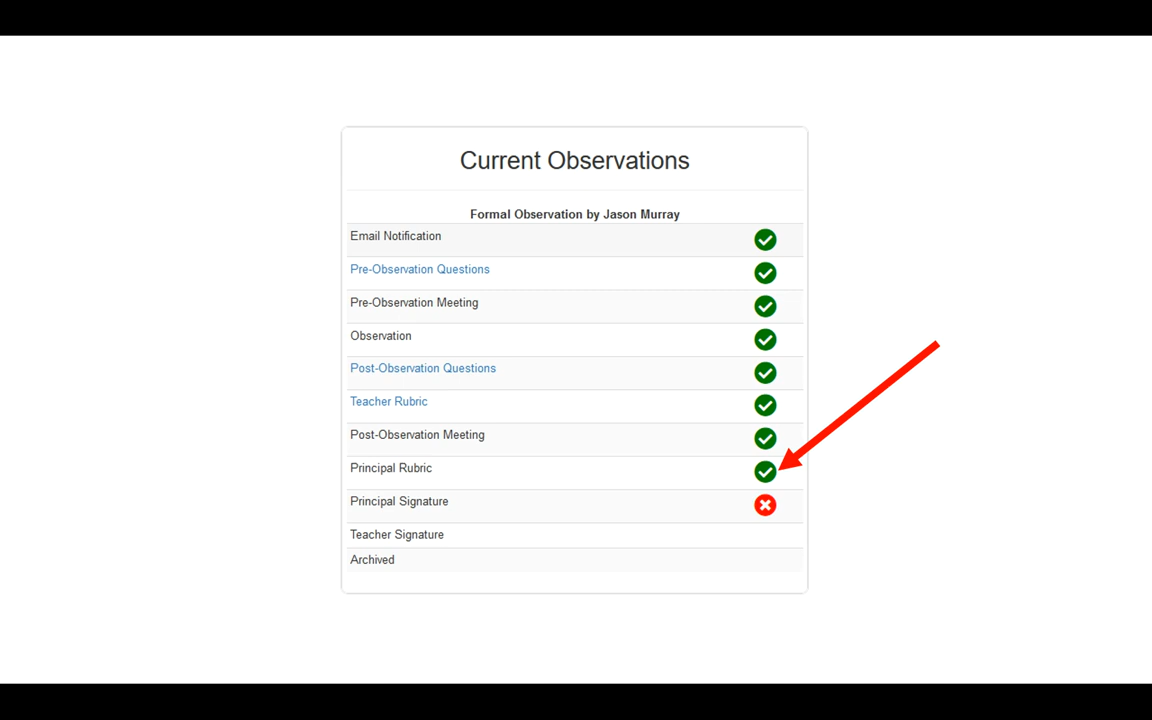 Current Observations
Formal Observation by Jason Murray
Email Notification
Pre-Observation Questions
Pre-Observation Meeting
Observation
Post-Observation Questions
Teacher Rubric
Post-Observation Meeting
Principal Rubric
Principal Signature
Teacher Signature
Archived